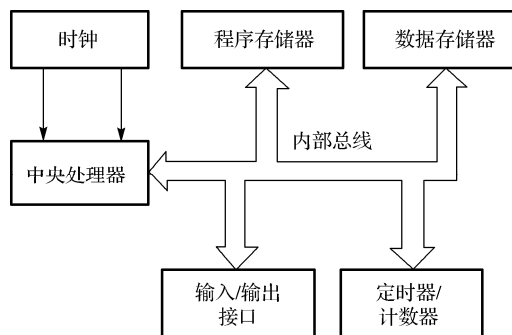 时钟
程序存储器
数据存储器
内部总线
中央处理器
输入/输出
接口
定时器/
计数器